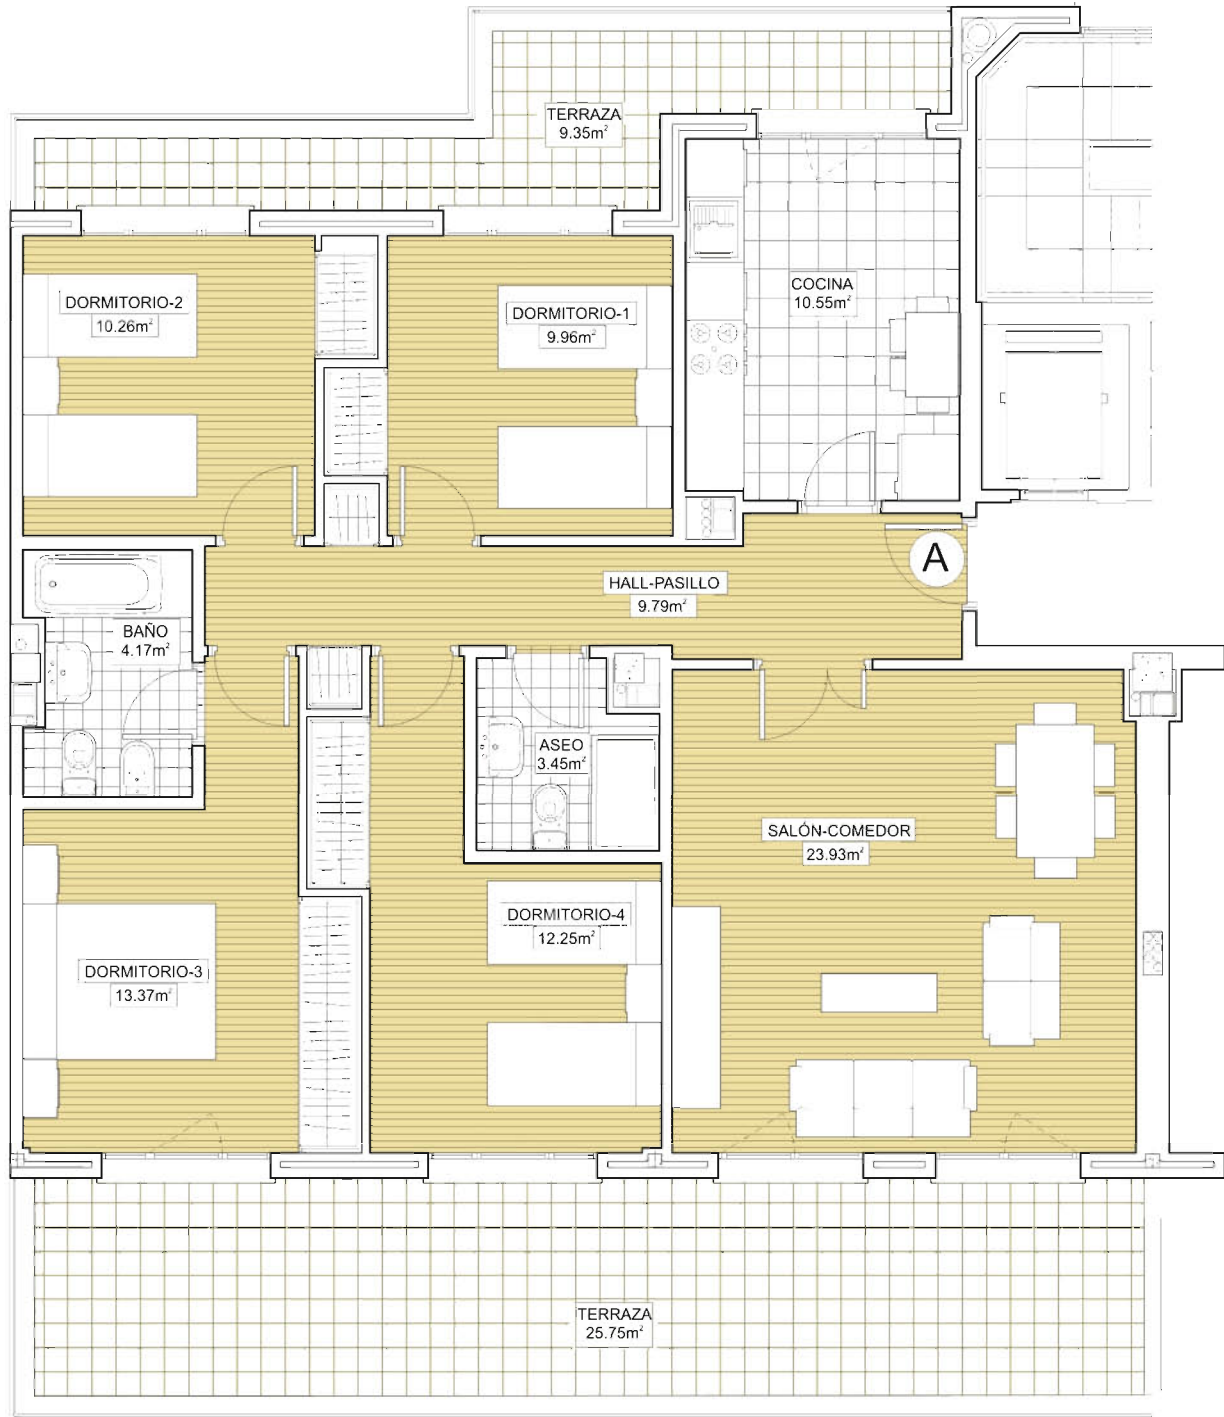 TERRAZA
9.35m²
DORMITORIO-2
10.26m²
DORMITORIO-1
9.96m²
COCINA
10.55m²
A
HALL-PASILLO
9.79m²
BAÑO
4.17m²
ASEO
3.45m²
SALÓN-COMEDOR
23.93m²
DORMITORIO-4
12.25m²
DORMITORIO-3
13.37m²
TERRAZA
25.75m²